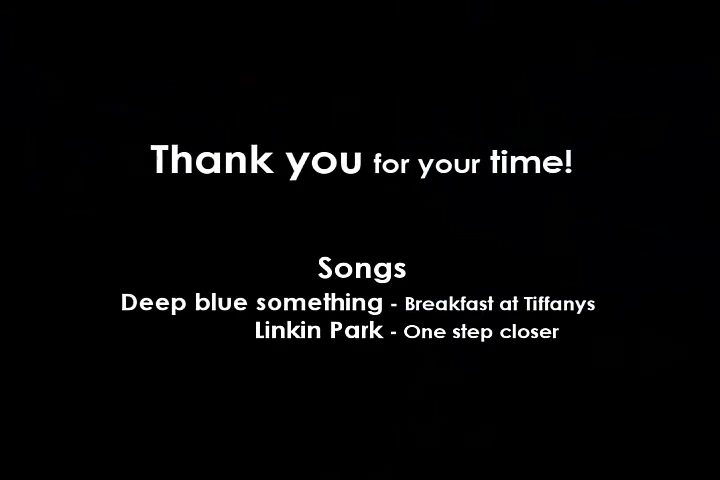 Thank you for your time!
Songs
Deep blue something - Breakfast at Tiffanys
Linkin Park - One step closer